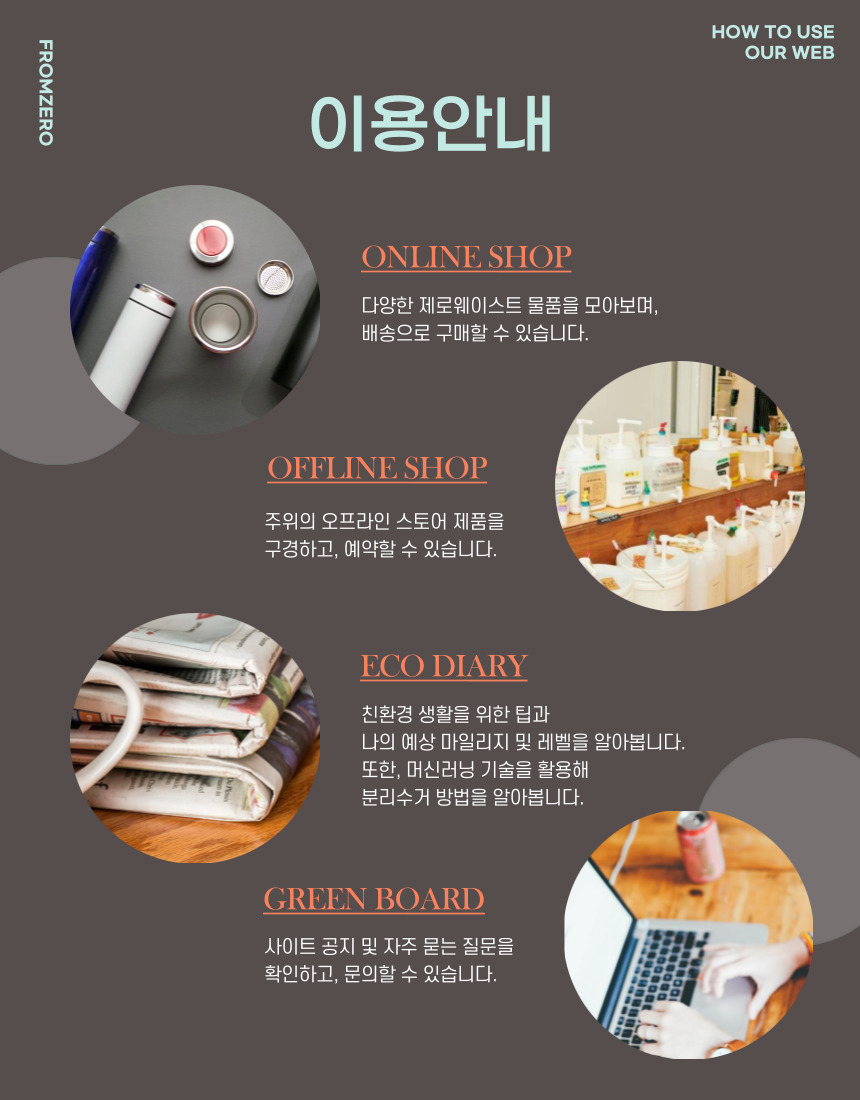 FROMZERO
HOW TO USE
OUR WEB
이용안내
ONLINE SHOP
다양한 제로웨이스트 물품을 모아보며,
배송으로 구매할 수 있습니다.
OFFLINE SHOP
주위의 오프라인 스토어 제품을
구경하고, 예약할 수 있습니다.
ECO DIARY
친환경 생활을 위한 팁과
나의 예상 마일리지 및 레벨을 알아봅니다.
또한, 머신러닝 기술을 활용해
분리수거 방법을 알아봅니다.
GREEN BOARD
사이트 공지 및 자주 묻는 질문을
확인하고, 문의할 수 있습니다.